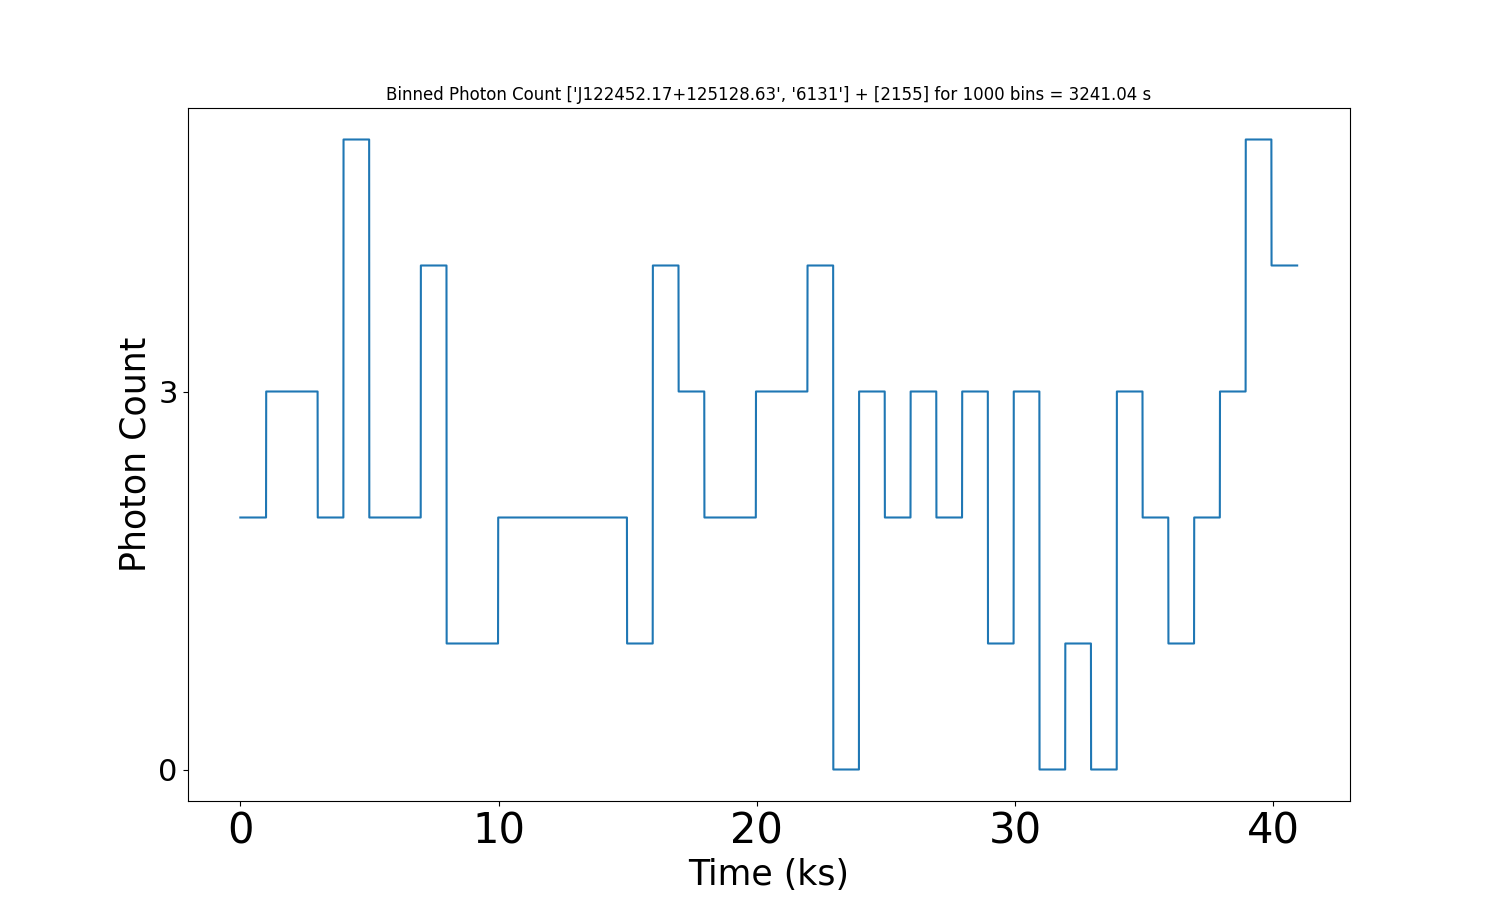 Binned Photon Count ['J122452.17+125128.63', '6131'] + [2155] for 1000 bins = 3241.04 s
Photon Count
3
0
0 10 20 30 40
Time (ks)